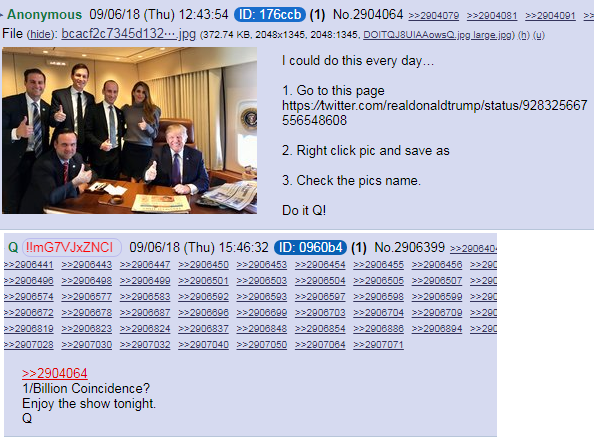 Anonymous 09/06/18 (Thu) 12:43:54 ID: 176ccb (1) No.2904064 >>2904079 >>2904081 >>2904091 >>
File (hide): bcacf2c7345d132···.jpg (372.74 KB, 2048x1345, 2048:1345, DOITQJ8UIAAowsQ.jpg large.jpg) (h) (u)
I could do this every day...
1. Go to this page
https://twitter.com/realdonaldtrump/status/928325667
556548608
2. Right click pic and save as
3. Check the pics name.
Do it Q!
Q !!mG7VJxZNCI 09/06/18 (Thu) 15:46:32 ID: 0960b4 (1) No.2906399 >>290640
>>2906441 >>2906443 >>2906447 >>2906450 >>2906453 >>2906454 >>2906455 >>2906456 >>290
>>2906496 >>2906498 >>2906499 >>2906501 >>2906503 >>2906504 >>2906505 >>2906507 >>290
>>2906574 >>2906577 >>2906583 >>2906592 >>2906593 >>2906597 >>2906598 >>2906599 >>290
>>2906672 >>2906678 >>2906687 >>2906696 >>2906699 >>2906703 >>2906704 >>2906709 >>290
>>2906819 >>2906823 >>2906824 >>2906837 >>2906848 >>2906854 >>2906886 >>2906894 >>290
>>2907028 >>2907030 >>2907032 >>2907040 >>2907050 >>2907064 >>2907071
>>2904064
1/Billion Coincidence?
Enjoy the show tonight.
Q